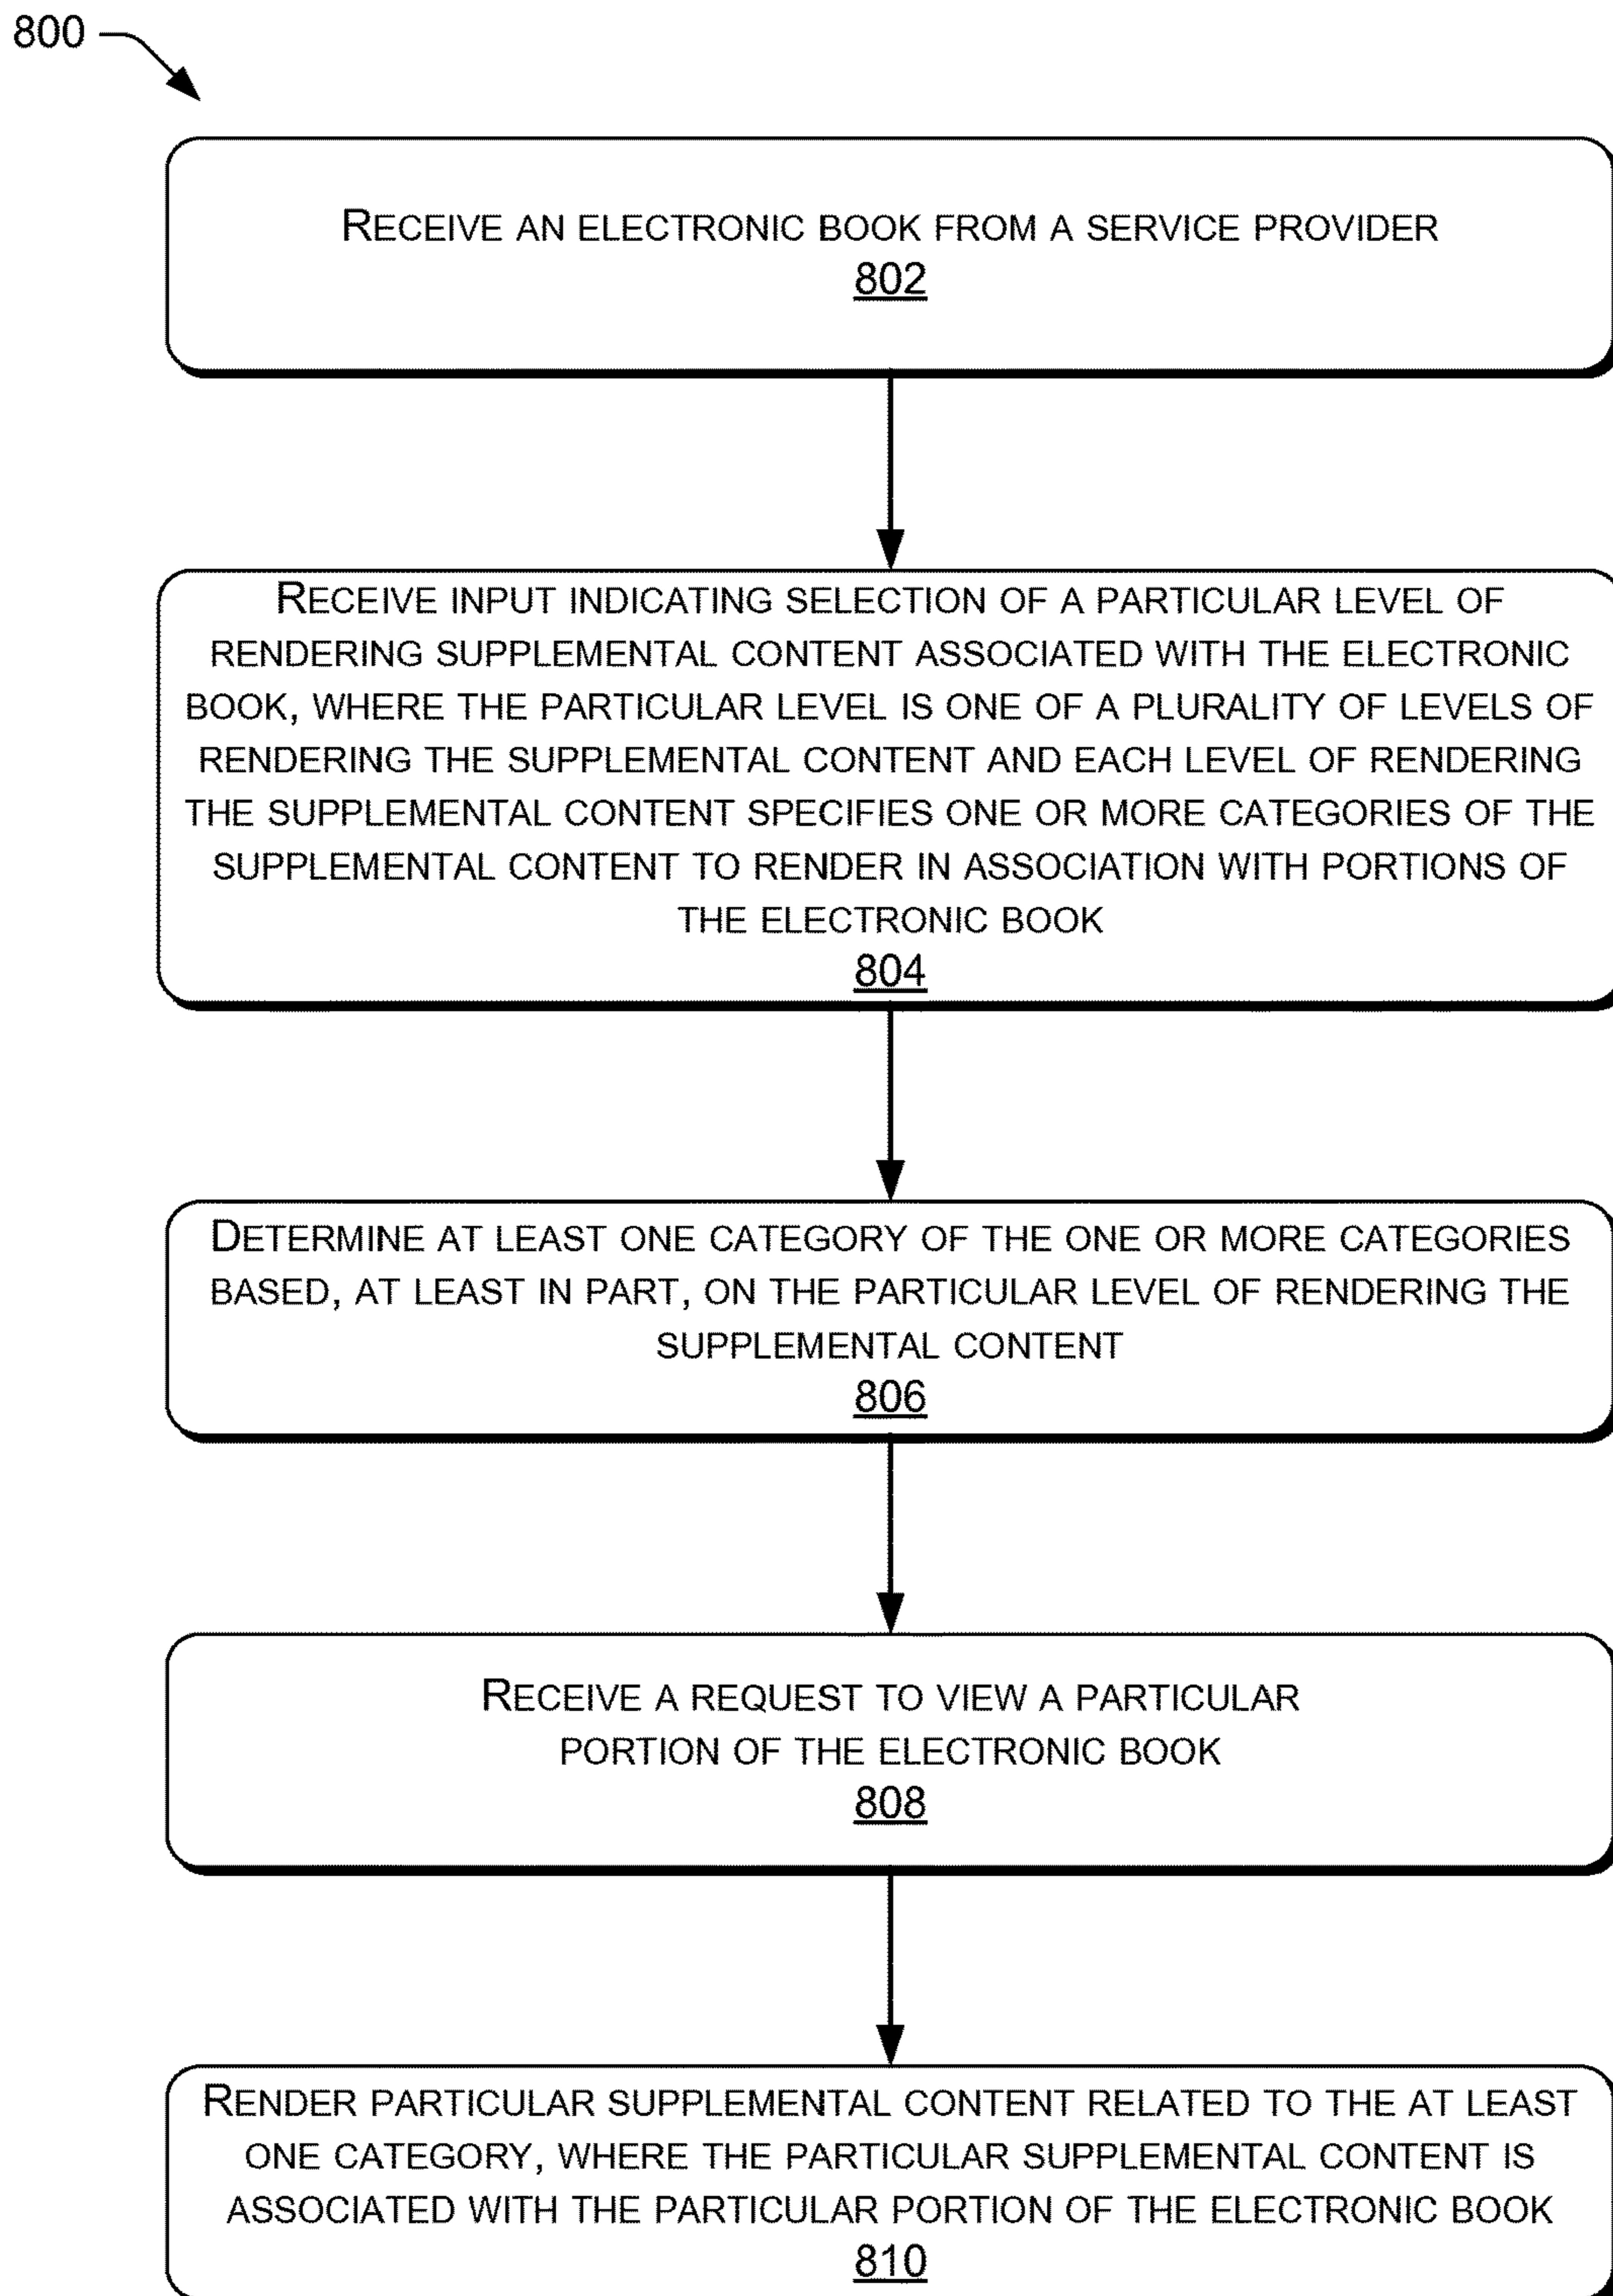 800
RECEIVE AN ELECTRONIC BOOK FROM A SERVICE PROVIDER
802
RECEIVE INPUT INDICATING SELECTION OF A PARTICULAR LEVEL OF
RENDERING SUPPLEMENTAL CONTENT ASSOCIATED WITH THE ELECTRONIC
BOOK, WHERE THE PARTICULAR LEVEL IS ONE OF A PLURALITY OF LEVELS OF
RENDERING THE SUPPLEMENTAL CONTENT AND EACH LEVEL OF RENDERING
THE SUPPLEMENTAL CONTENT SPECIFIES ONE OR MORE CATEGORIES OF THE
SUPPLEMENTAL CONTENT TO RENDER IN ASSOCIATION WITH PORTIONS OF
THE ELECTRONIC BOOK
804
DETERMINE AT LEAST ONE CATEGORY OF THE ONE OR MORE CATEGORIES
BASED, AT LEAST IN PART, ON THE PARTICULAR LEVEL OF RENDERING THE
SUPPLEMENTAL CONTENT
806
RECEIVE A REQUEST TO VIEW A PARTICULAR
PORTION OF THE ELECTRONIC BOOK
808
RENDER PARTICULAR SUPPLEMENTAL CONTENT RELATED TO THE AT LEAST
ONE CATEGORY, WHERE THE PARTICULAR SUPPLEMENTAL CONTENT IS
ASSOCIATED WITH THE PARTICULAR PORTION OF THE ELECTRONIC BOOK
810